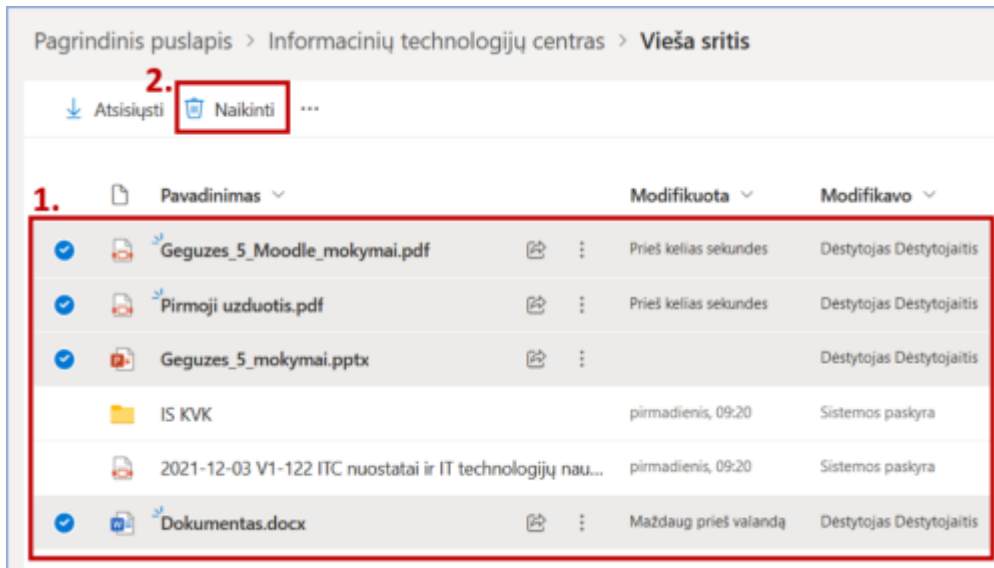 Pagrindinis puslapis > Informacinių technologijų centras > Vieša sritis
2.
Atsisiųsti Naikinti ...
1.
Pavadinimas Modifikuota Modifikavo
Geguzes_5_Moodle_mokymai.pdf Prieš kelias sekundes Dėstytojas Dėstytojaitis
Pirmoji uzduotis.pdf Prieš kelias sekundes Dėstytojas Dėstytojaitis
Geguzes_5_mokymai.pptx Dėstytojas Dėstytojaitis
IS KVK pirmadienis, 09:20 Sistemos paskyra
2021-12-03 V1-122 ITC nuostatai ir IT technologijų nau... pirmadienis, 09:20 Sistemos paskyra
Dokumentas.docx Maždaug prieš valandą Dėstytojas Dėstytojaitis